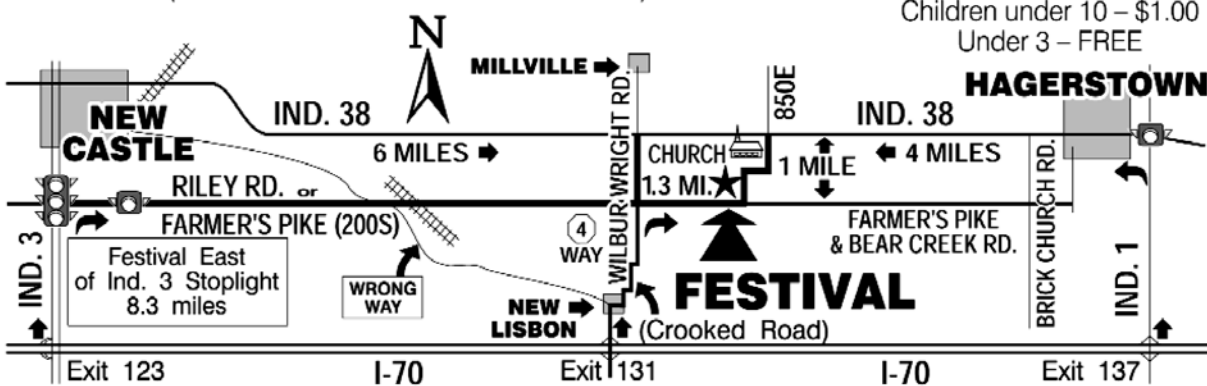 Children under 10 – $1.00
Under 3 – FREE
N
MILLVILLE
HAGERSTOWN
NEW
CASTLE
IND. 38
WILBUR WRIGHT RD.
850E
IND. 38
6 MILES
CHURCH
1 MILE
4 MILES
1.3 MI.
RILEY RD. or
FARMER'S PIKE (200S)
4
WAY
FARMER'S PIKE
& BEAR CREEK RD.
BRICK CHURCH RD.
IND. 3
IND. 1
Festival East
of Ind. 3 Stoplight
8.3 miles
WRONG
WAY
FESTIVAL
NEW
LISBON
(Crooked Road)
Exit 123
I-70
Exit 131
I-70
Exit 137